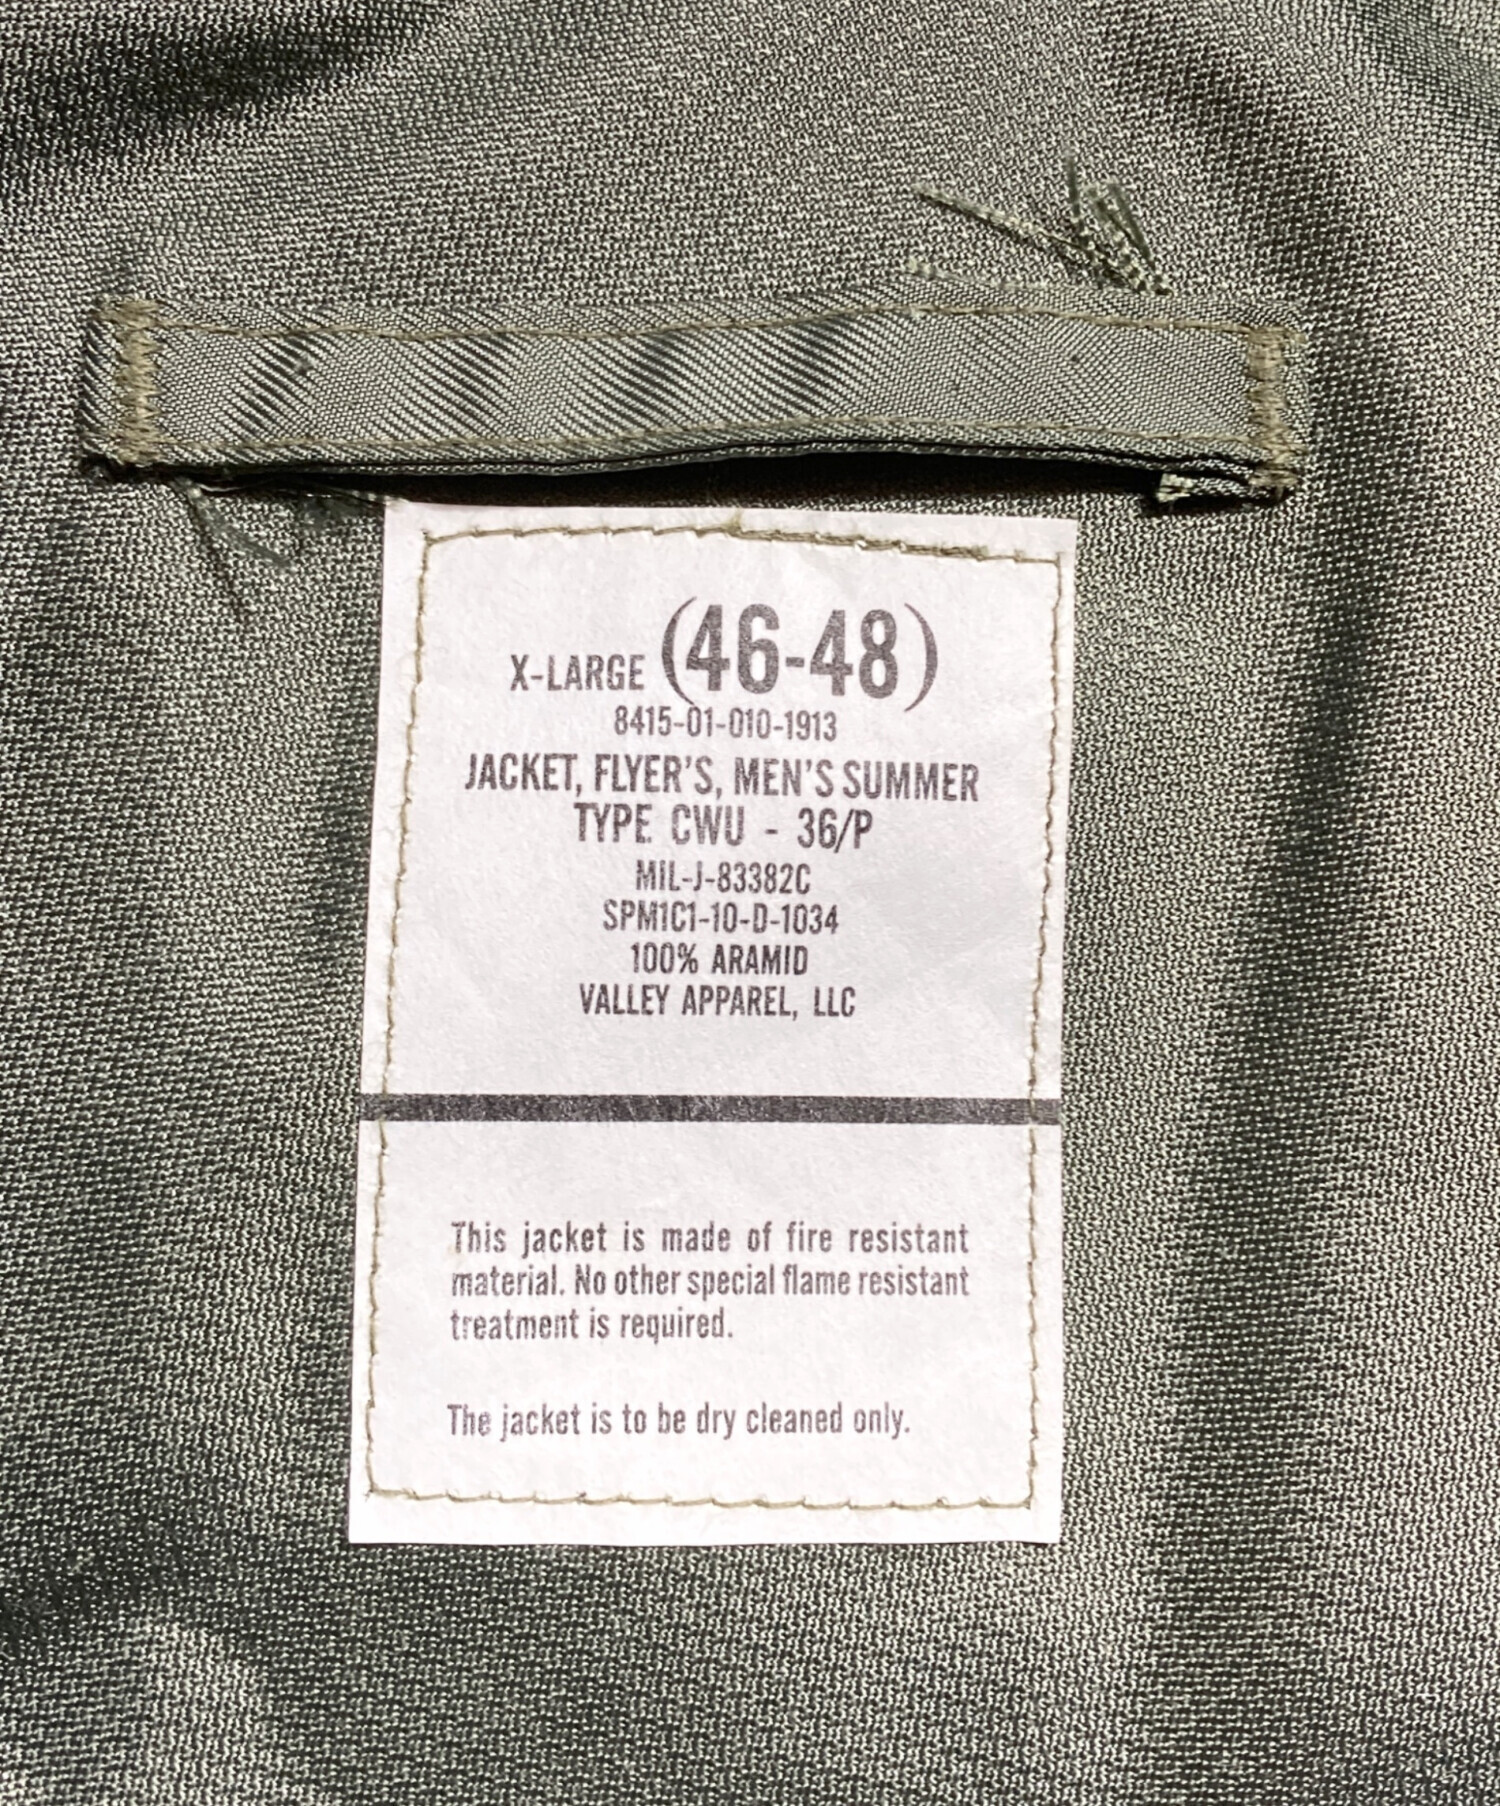 X-LARGE (46-48)
8415-01-010-1913
JACKET, FLYER'S, MEN'S SUMMER
TYPE CWU - 36/P
MIL-J-83382C
SPM1C1-10-D-1034
100% ARAMID
VALLEY APPAREL, LLC
This jacket is made of fire resistant
material. No other special flame resistant
treatment is required.
The jacket is to be dry cleaned only.